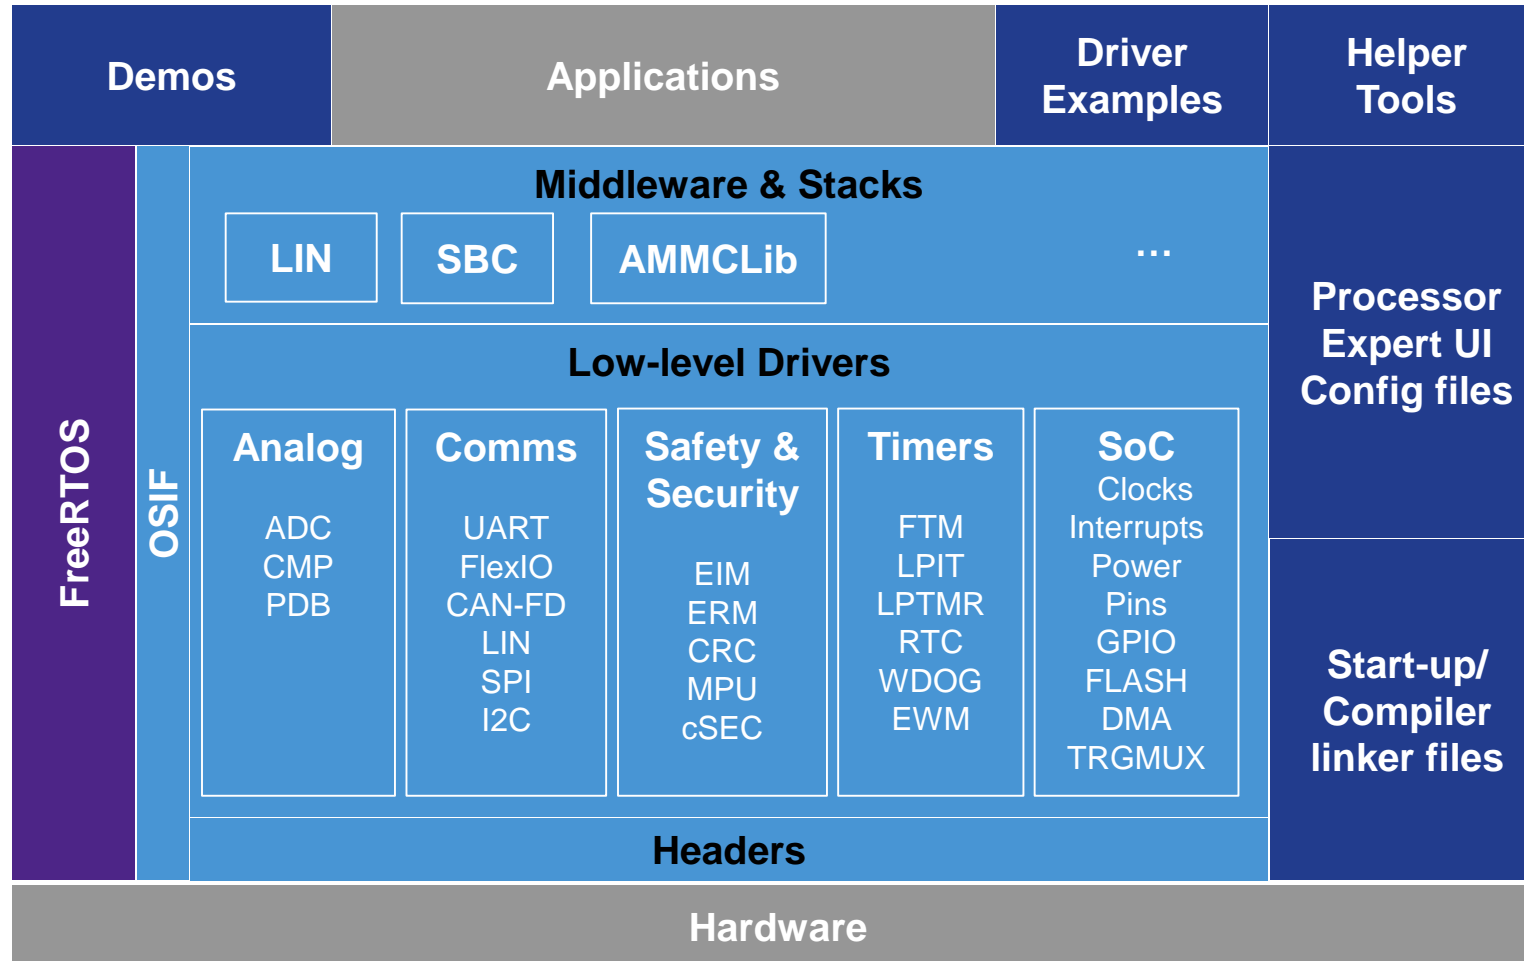 Demos
Applications
Driver
Examples
Helper
Tools
FreeRTOS
OSIF
Middleware & Stacks
LIN
SBC
AMMCLib
...
Low-level Drivers
Analog
ADC
CMP
PDB
Comms
UART
FlexIO
CAN-FD
LIN
SPI
I2C
Safety &
Security
EIM
ERM
CRC
MPU
cSEC
Timers
FTM
LPIT
LPTMR
RTC
WDOG
EWM
SoC
Clocks
Interrupts
Power
Pins
GPIO
FLASH
DMA
TRGMUX
Headers
Processor
Expert UI
Config files
Start-up/
Compiler
linker files
Hardware